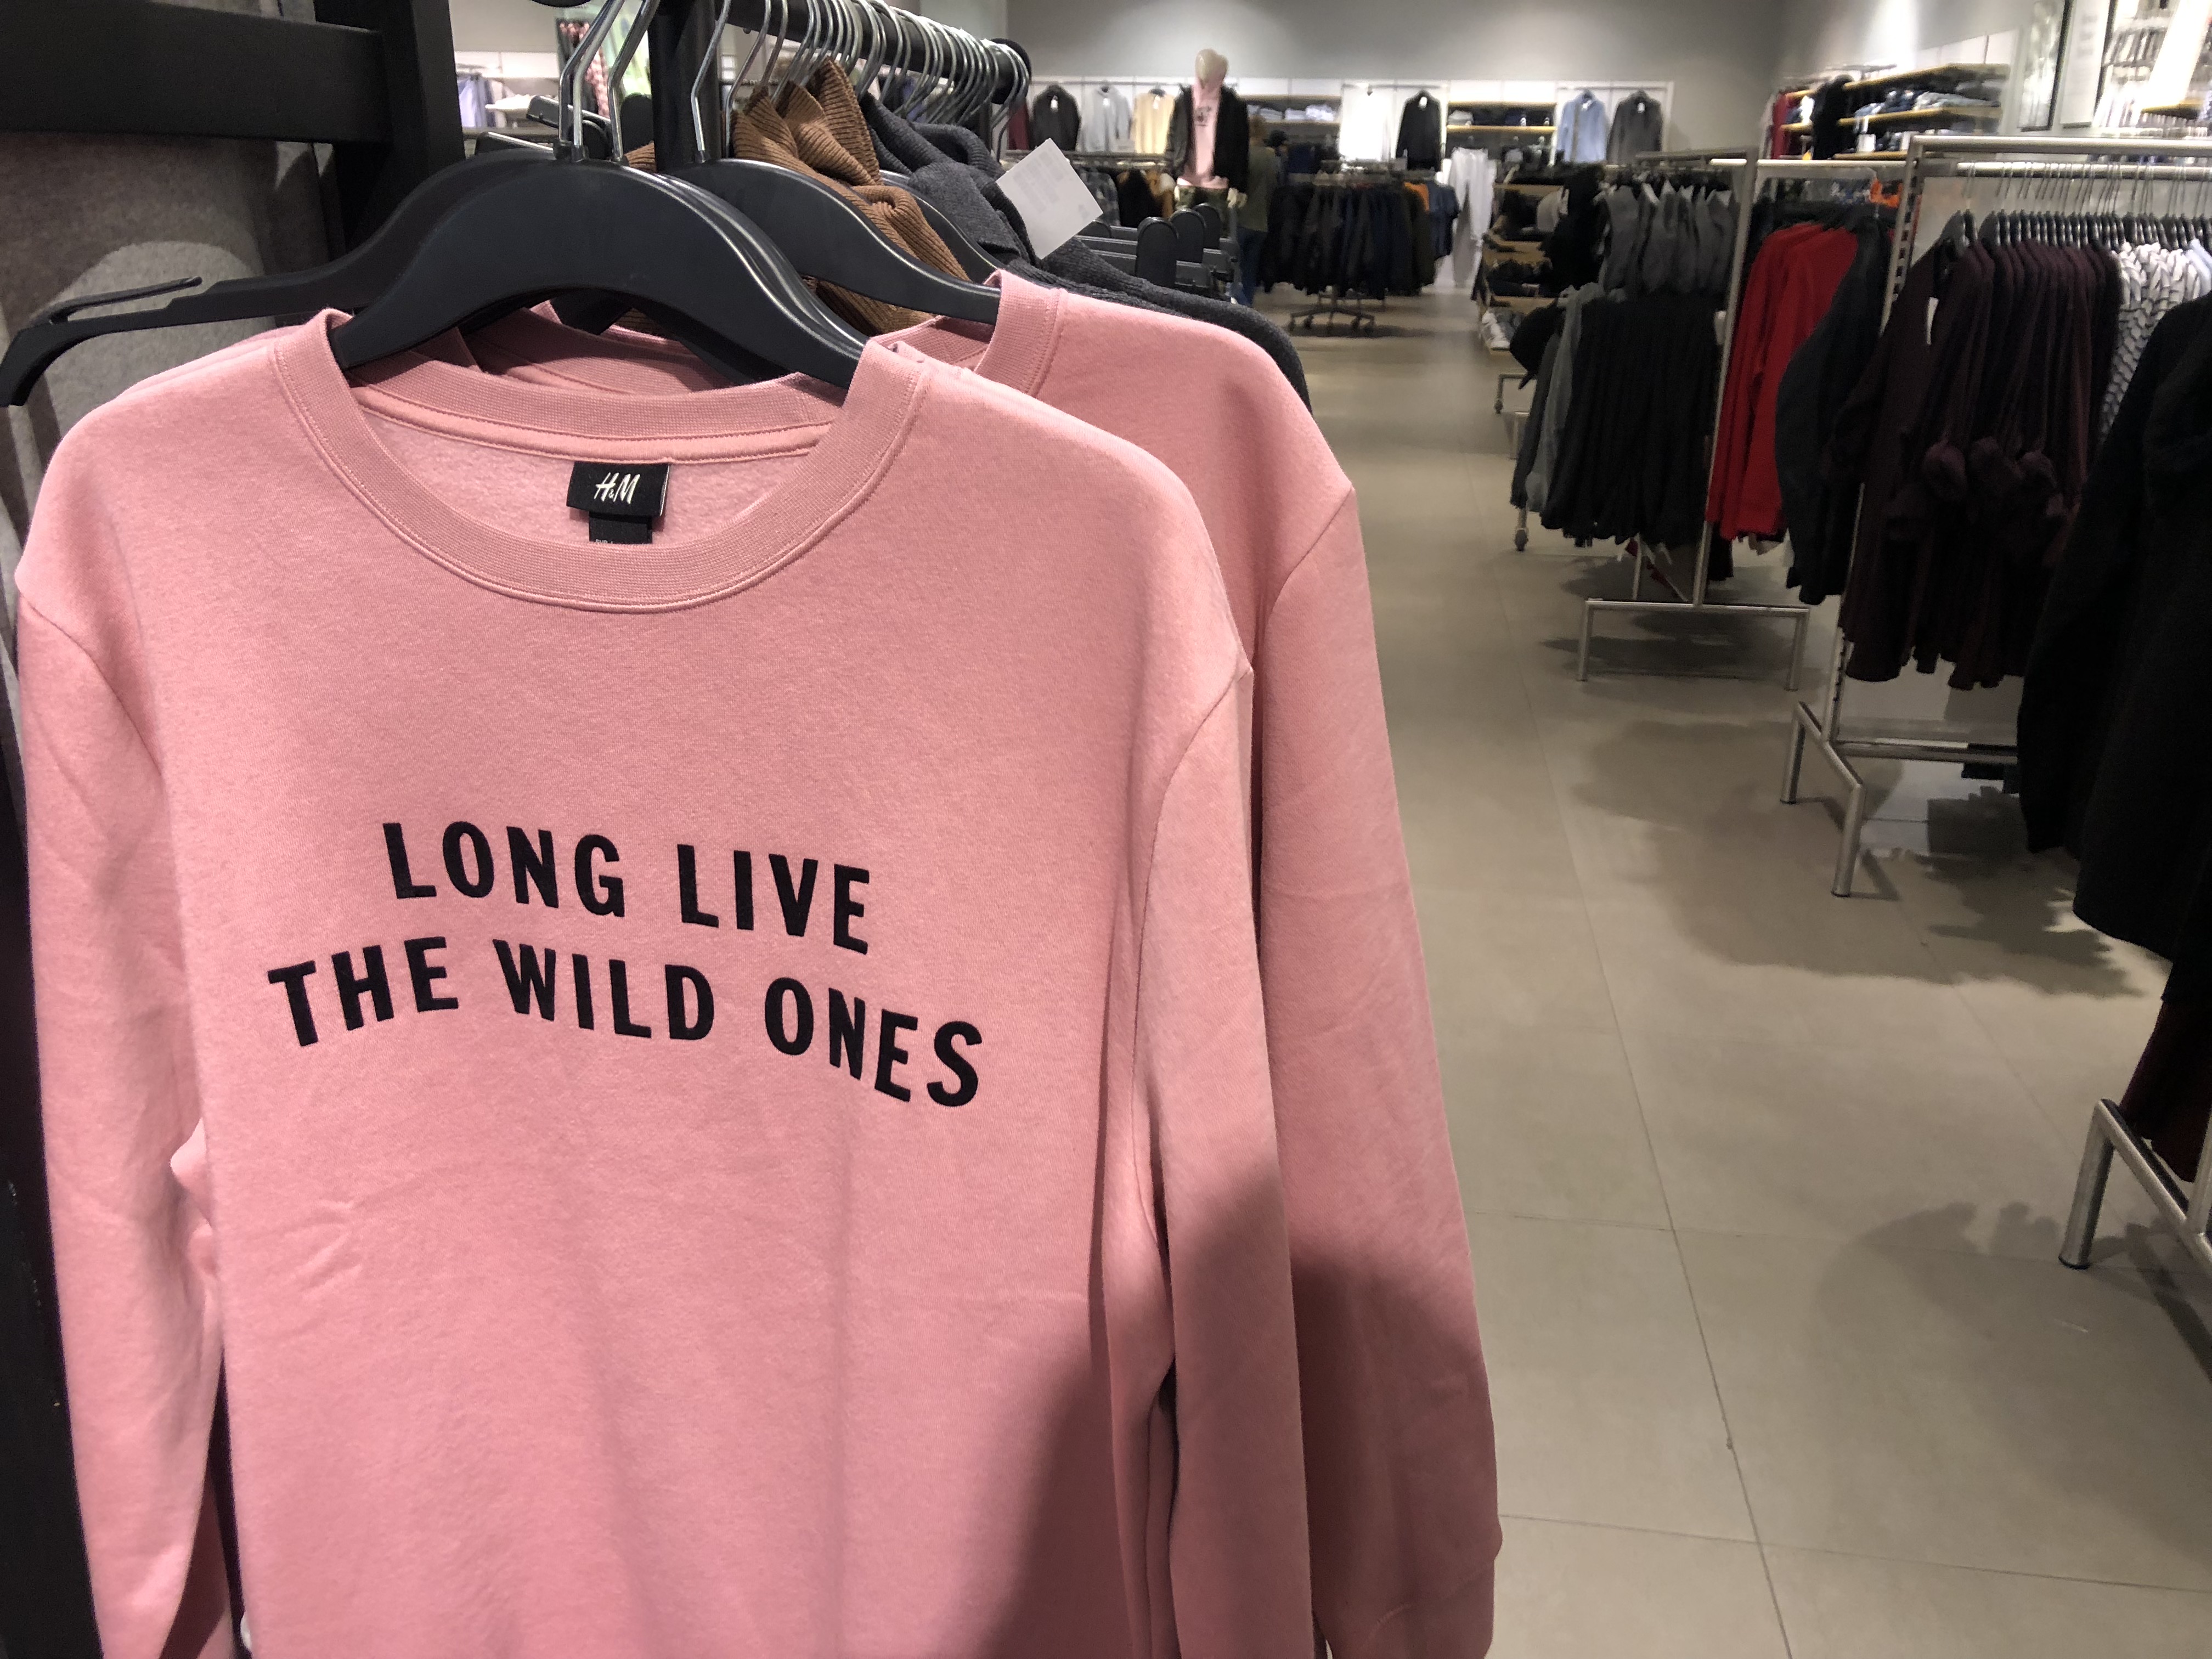 H&M
LONG LIVE
THE WILD ONES